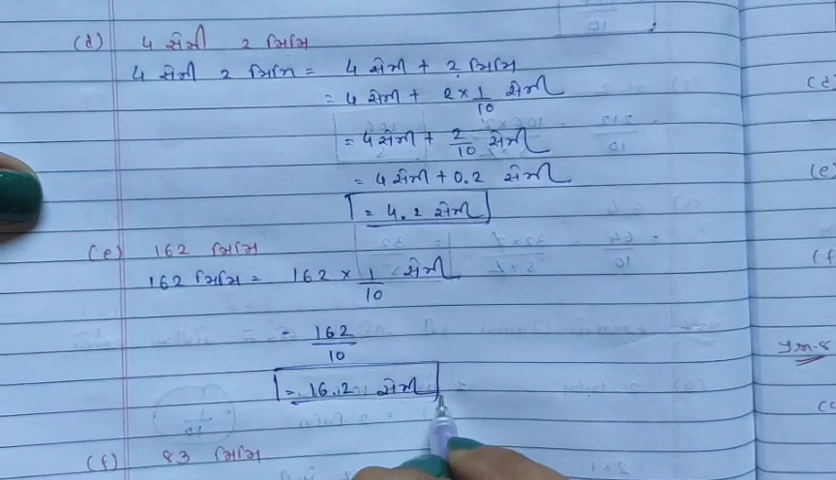 (d) 4 સેમી 2 મિમિ
4 સેમી 2 મિમિ = 4 સેમી + 2 મિમિ
= 4 સેમી + 2 × 1/10 સેમી
= 4 સેમી + 2/10 સેમી
= 4 સેમી + 0.2 સેમી
= 4.2 સેમી
(e) 162 મિમિ
162 મિમિ = 162 × 1/10 સેમી
= 162/10
= 16.2 સેમી
(f) 83 મિમિ